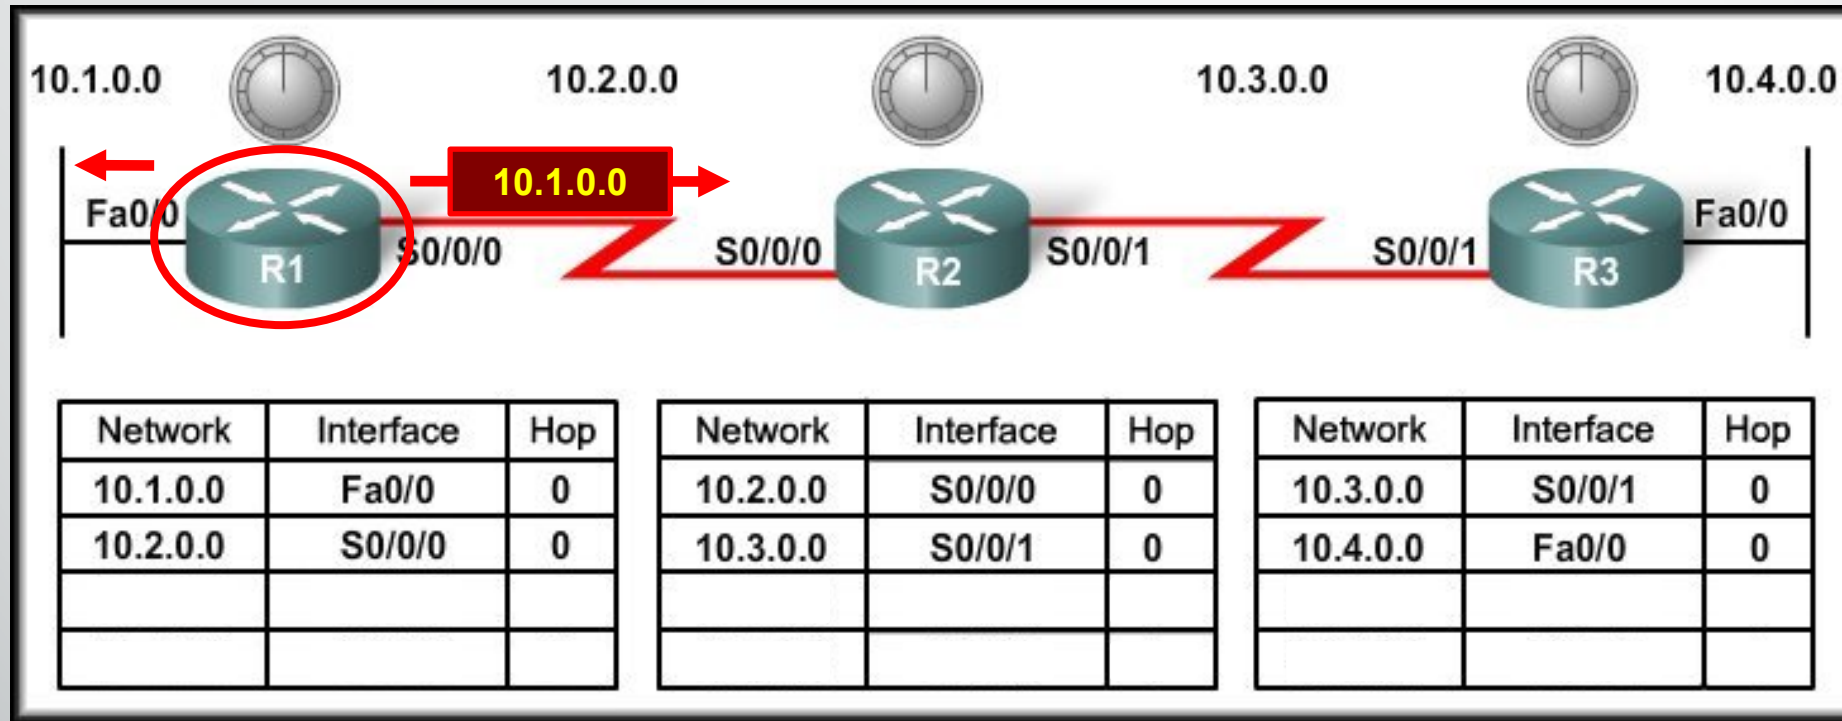 10.1.0.0 10.2.0.0 10.3.0.0 10.4.0.0
10.1.0.0
Fa0/0 S0/0/0 S0/0/0 S0/0/1 S0/0/1 Fa0/0
R1 R2 R3
Network Interface Hop
10.1.0.0 Fa0/0 0
10.2.0.0 S0/0/0 0
Network Interface Hop
10.2.0.0 S0/0/0 0
10.3.0.0 S0/0/1 0
Network Interface Hop
10.3.0.0 S0/0/1 0
10.4.0.0 Fa0/0 0